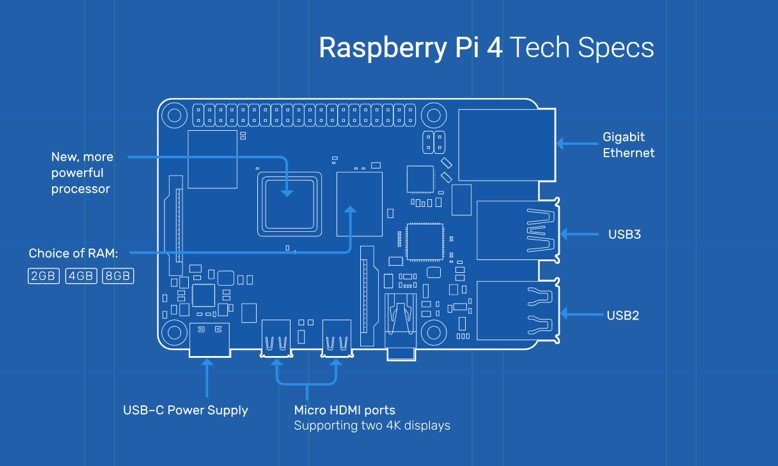 Raspberry Pi 4 Tech Specs
Gigabit
Ethernet
New, more
powerful
processor
USB3
Choice of RAM:
2GB 4GB 8GB
USB2
USB-C Power Supply
Micro HDMI ports
Supporting two 4K displays